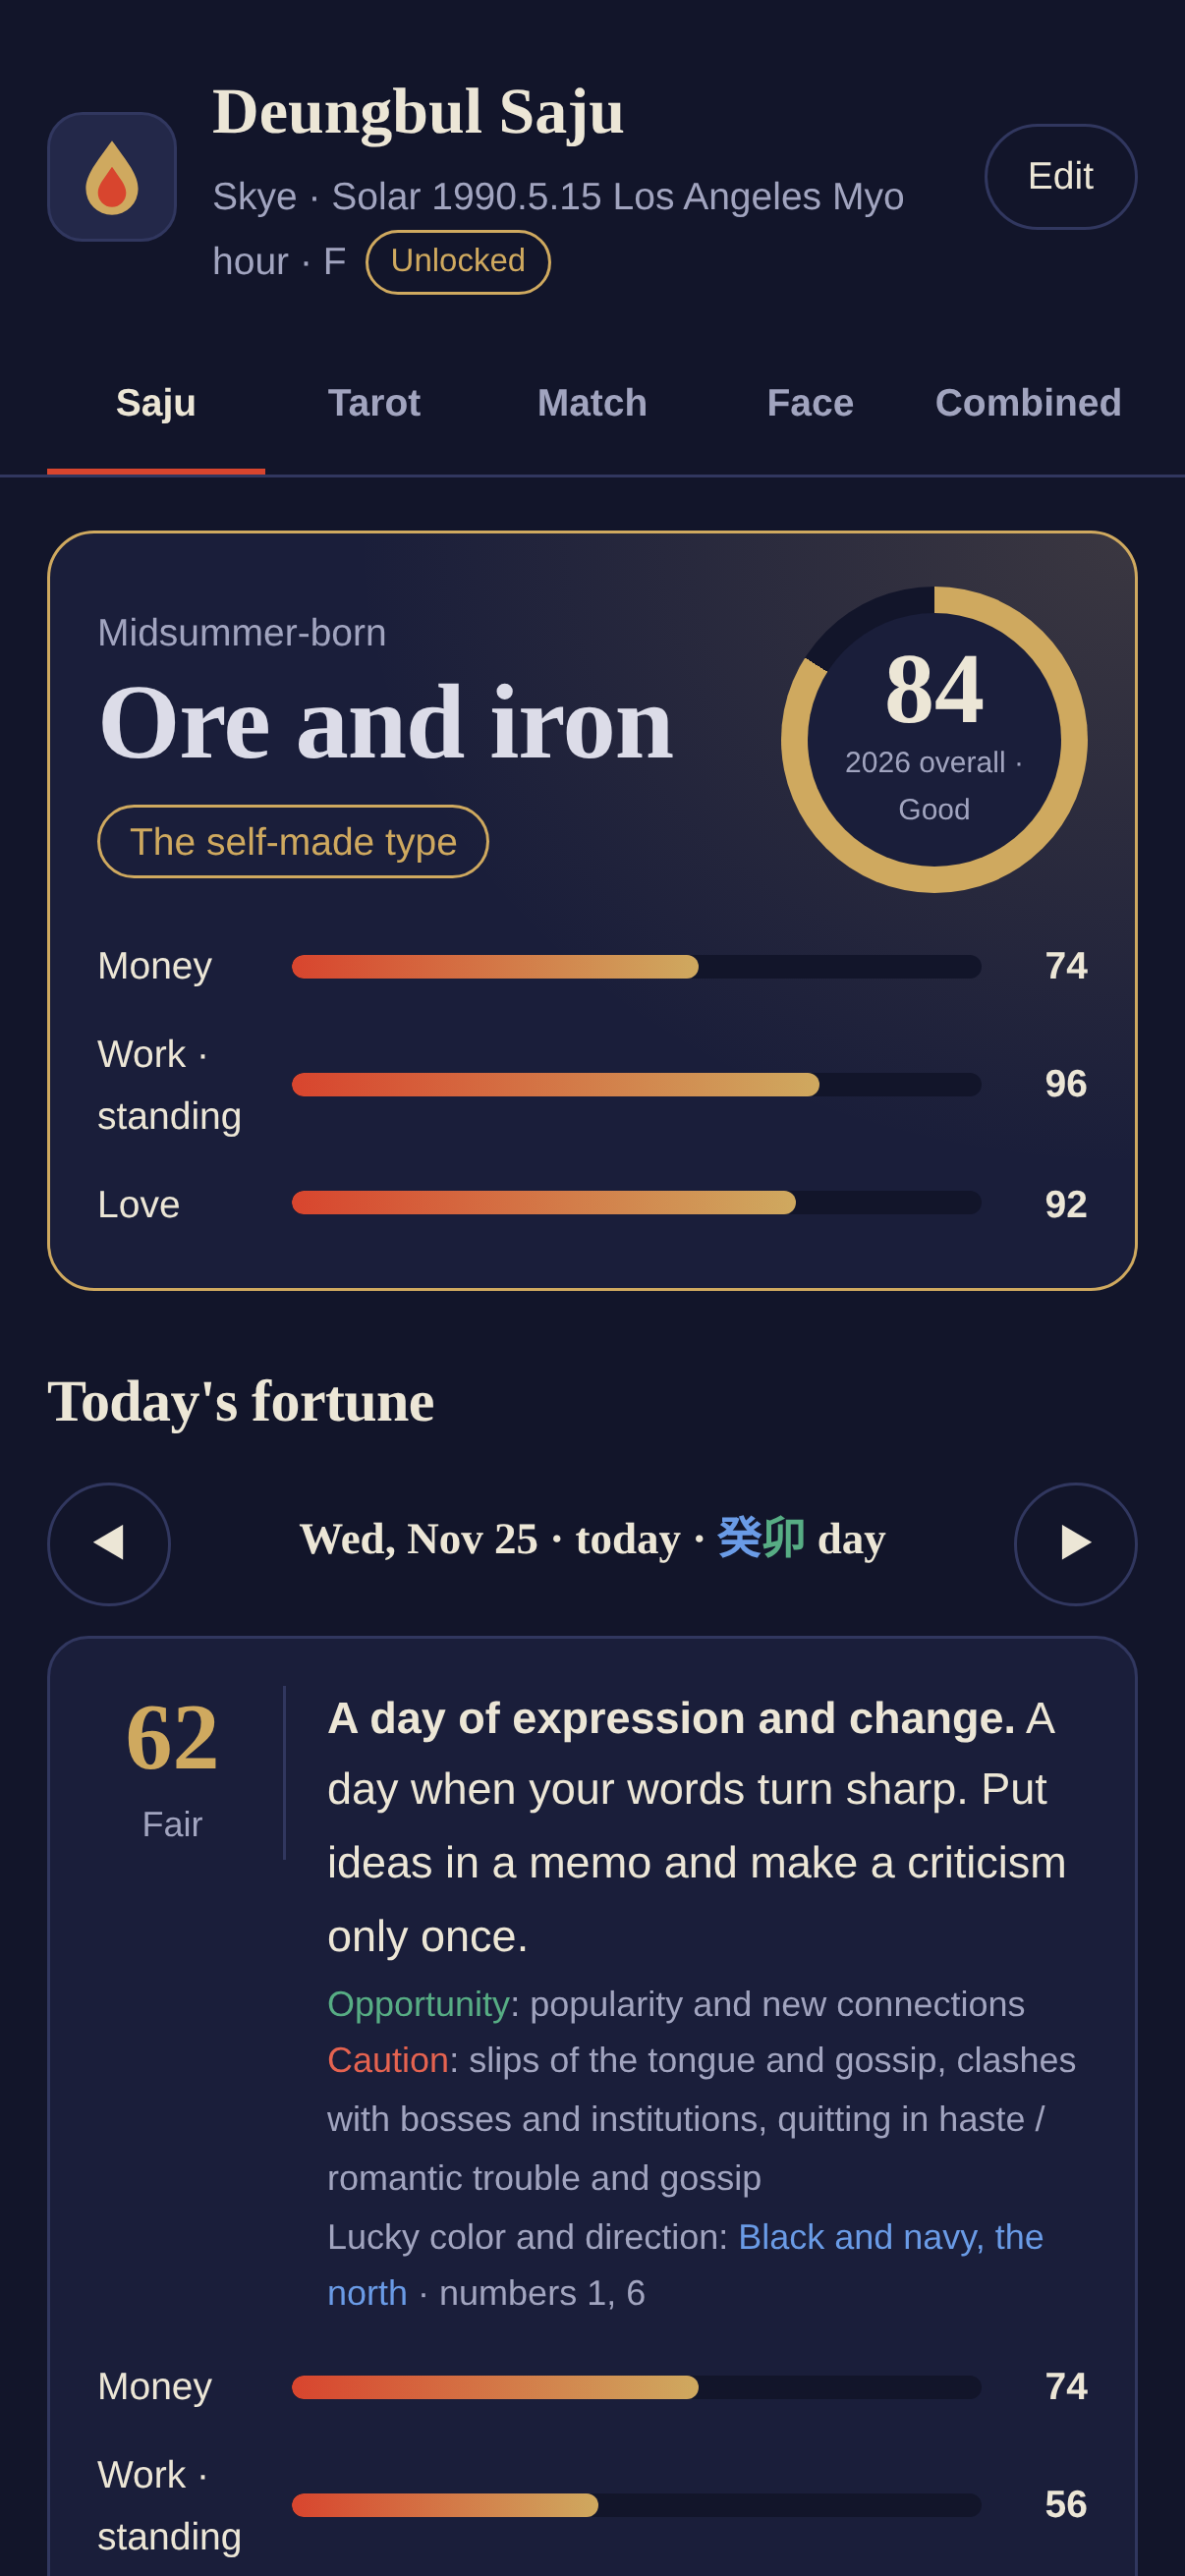 Deungbul Saju
Skye · Solar 1990.5.15 Los Angeles Myo
hour · F Unlocked
Edit
Saju Tarot Match Face Combined
Midsummer-born
Ore and iron
The self-made type
84
2026 overall ·
Good
Money 74
Work ·
standing 96
Love 92
Today's fortune
◀ Wed, Nov 25 · today · 癸卯 day ▶
62
Fair
A day of expression and change. A
day when your words turn sharp. Put
ideas in a memo and make a criticism
only once.
Opportunity: popularity and new connections
Caution: slips of the tongue and gossip, clashes
with bosses and institutions, quitting in haste /
romantic trouble and gossip
Lucky color and direction: Black and navy, the
north · numbers 1, 6
Money 74
Work ·
standing 56